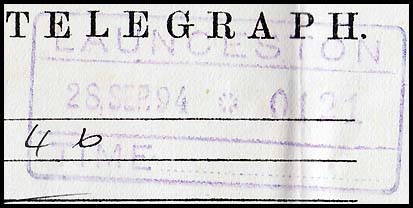 TELEGRAPH.
LAUNCESTON
28.SEP.94 * 0121
4 b
TIME